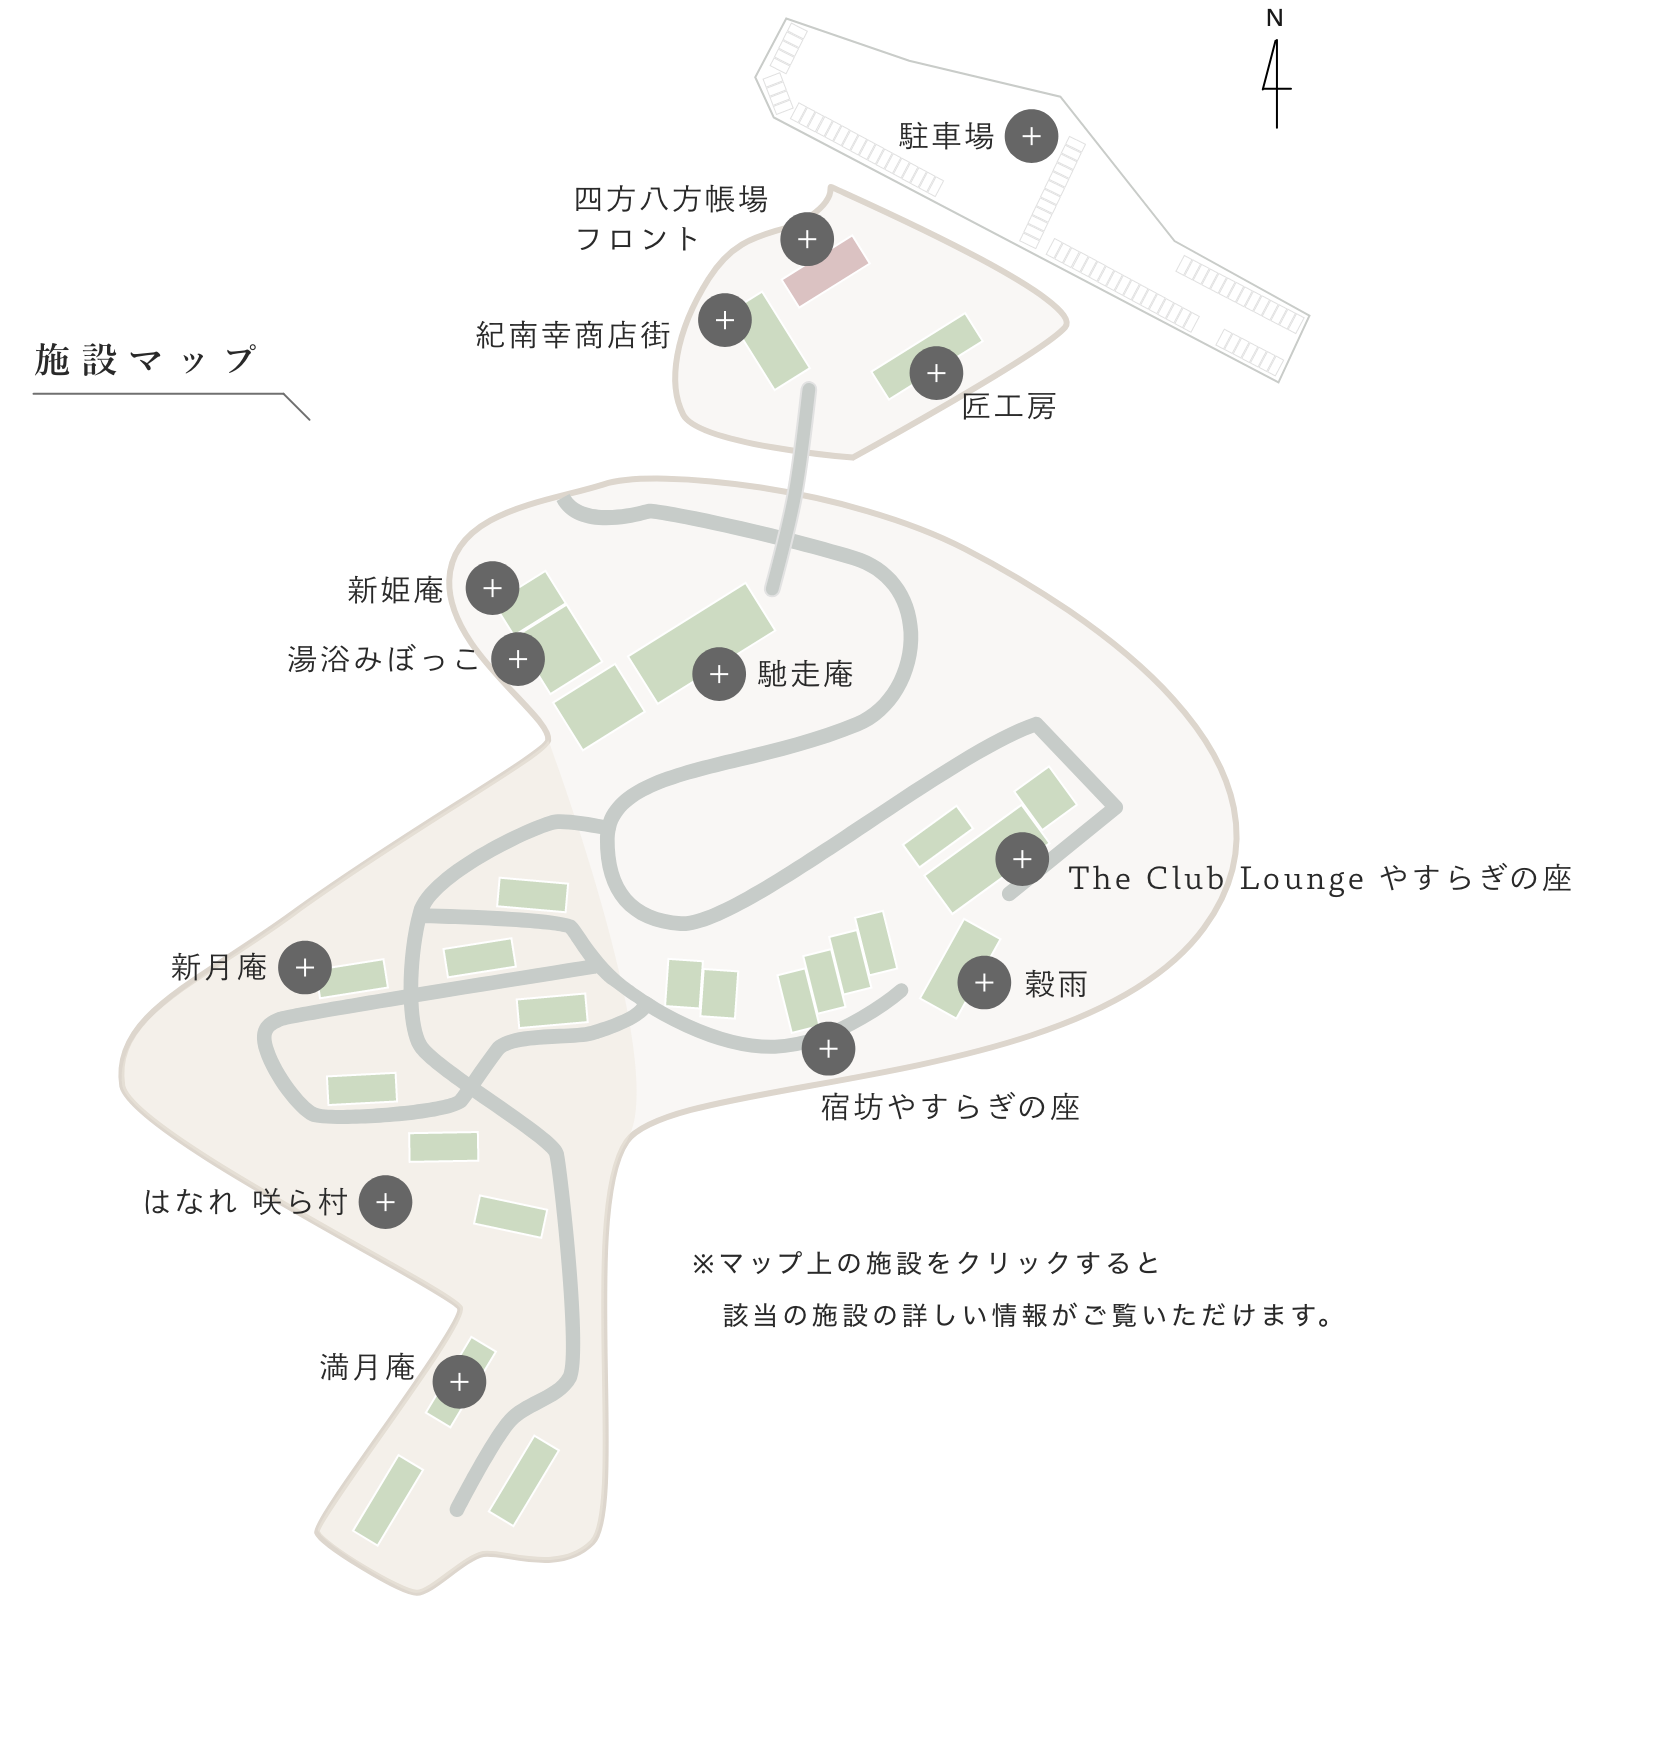 N
駐車場
四方八方帳場
フロント
紀南幸商店街
施設マップ
匠工房
新姫庵
湯浴みぼっこ
馳走庵
The Club Lounge やすらぎの座
新月庵
穀雨
宿坊やすらぎの座
はなれ 咲ら村
※マップ上の施設をクリックすると
該当の施設の詳しい情報がご覧いただけます。
満月庵